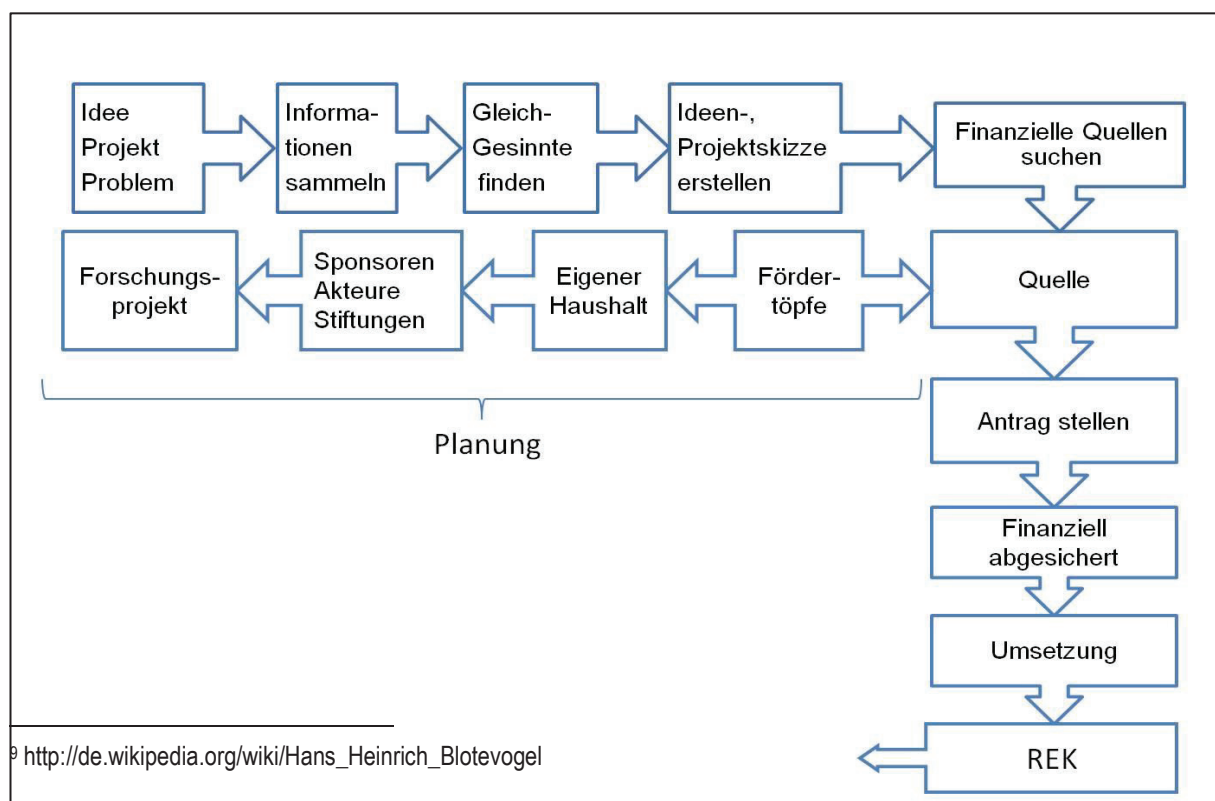 Idee
Projekt
Problem
Informa-
tionen
sammeln
Gleich-
Gesinnte
finden
Ideen-,
Projektskizze
erstellen
Finanzielle Quellen
suchen
Forschungs-
projekt
Sponsoren
Akteure
Stiftungen
Eigener
Haushalt
Förder-
töpfe
Quelle
Planung
Antrag stellen
Finanziell
abgesichert
Umsetzung
REK
9 http://de.wikipedia.org/wiki/Hans_Heinrich_Blotevogel